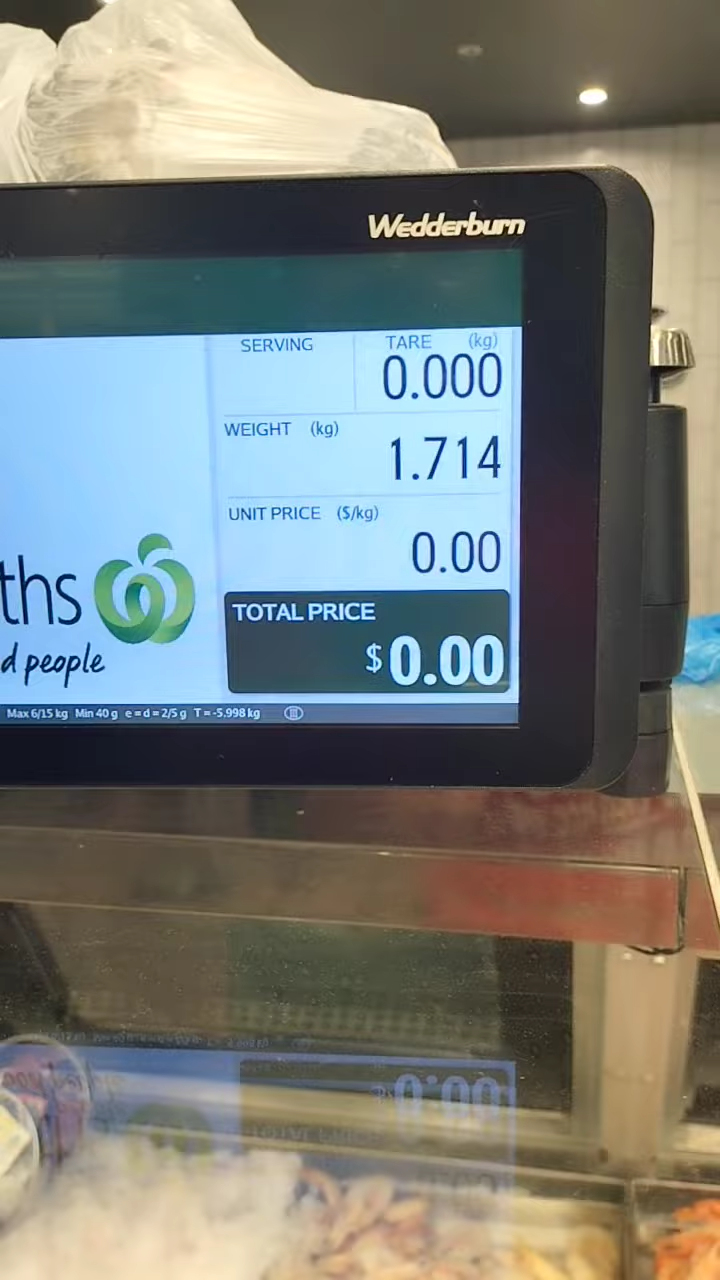 Wedderburn
SERVING
TARE (kg)
0.000
WEIGHT (kg)
1.714
UNIT PRICE ($/kg)
0.00
ths
d people
TOTAL PRICE
$0.00
Max 6/15 kg Min 40 g e=d=2/5 g T=-5.998 kg